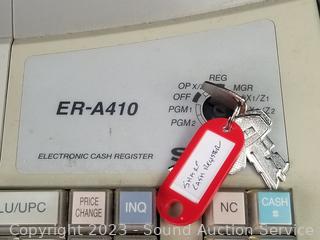 REG
OP X/Z
MGR
OFF
X1/Z1
PGM1
X2/Z2
PGM2
ER-A410
ELECTRONIC CASH REGISTER
SHARP
CASH REGISTER
LU/UPC
PRICE
CHANGE
INQ
NC
CASH
#
Copyright 2023 - Sound Auction Service